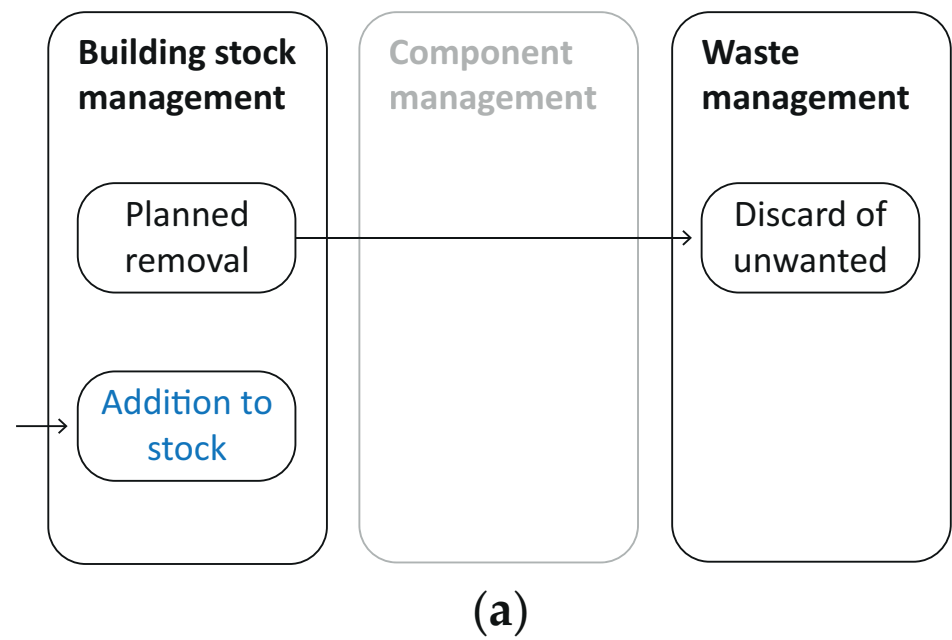 Building stock
management
Component
management
Waste
management
Planned
removal
Discard of
unwanted
Addition to
stock
(a)